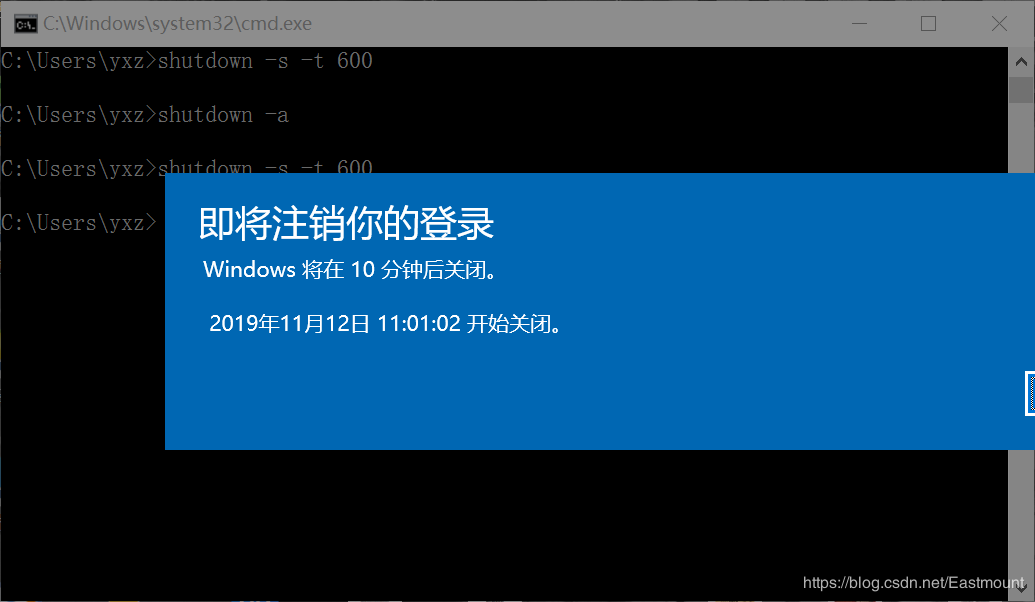 C:\Windows\system32\cmd.exe
C:\Users\yxz>shutdown -s -t 600
C:\Users\yxz>shutdown -a
C:\Users\yxz>shutdown -s -t 600
C:\Users\yxz>
即将注销你的登录
Windows 将在 10 分钟后关闭。
2019年11月12日 11:01:02 开始关闭。
https://blog.csdn.net/Eastmount